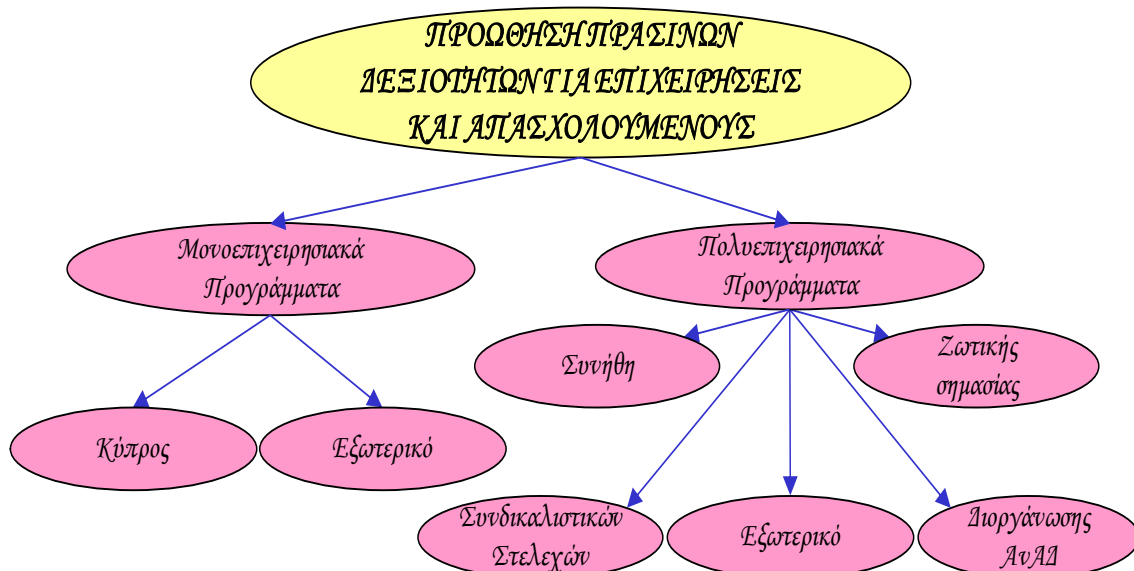 ΠΡΟΩΘΗΣΗ ΠΡΑΣΙΝΩΝ
ΔΕΞΙΟΤΗΤΩΝ ΓΙΑ ΕΠΙΧΕΙΡΗΣΕΙΣ
ΚΑΙ ΑΠΑΣΧΟΛΟΥΜΕΝΟΥΣ
Μονοεπιχειρησιακά
Προγράμματα
Πολυεπιχειρησιακά
Προγράμματα
Συνήθη
Ζωτικής
σημασίας
Κύπρος
Εξωτερικό
Συνδικαλιστικών
Στελεχών
Εξωτερικό
Διοργάνωσης
ΑνΑΔ